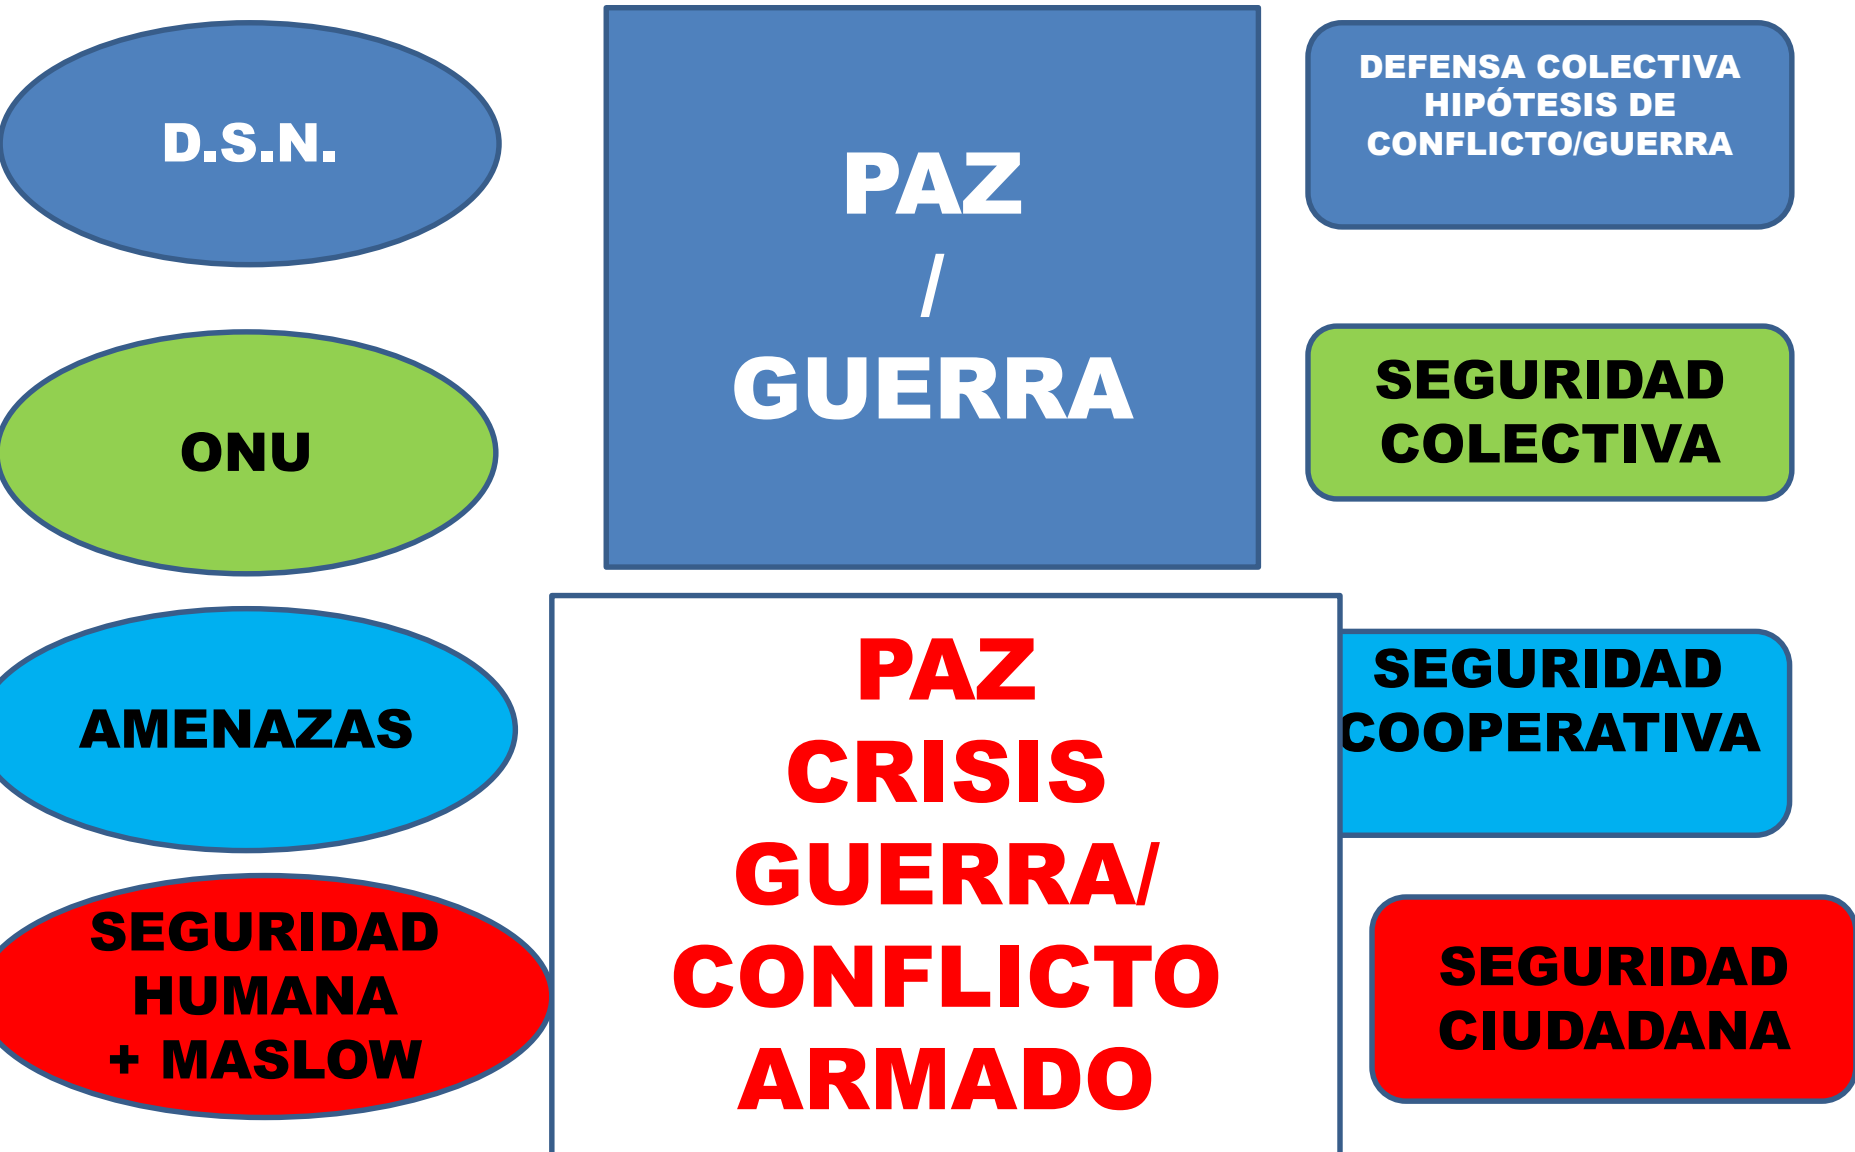 D.S.N.
PAZ
/
GUERRA
DEFENSA COLECTIVA
HIPÓTESIS DE
CONFLICTO/GUERRA
ONU
SEGURIDAD
COLECTIVA
AMENAZAS
PAZ
CRISIS
GUERRA/
CONFLICTO
ARMADO
SEGURIDAD
COOPERATIVA
SEGURIDAD
HUMANA
+ MASLOW
SEGURIDAD
CIUDADANA